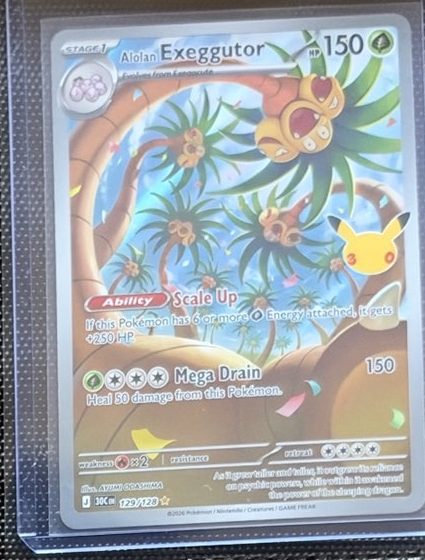 STAGE 1
Alolan Exeggutor HP 150
Evolves from Exeggcute
30
Ability Scale Up
If this Pokémon has 6 or more Energy attached, it gets
+250 HP.
Mega Drain 150
Heal 50 damage from this Pokémon.
weakness ×2 resistance retreat
Illus. AYUMI ODASHIMA
As it grew taller and taller, it outgrew its reliance
on psychic powers, while within it awakened
the power of the sleeping dragon.
J 30C EN 129/128
©2026 Pokémon / Nintendo / Creatures / GAME FREAK